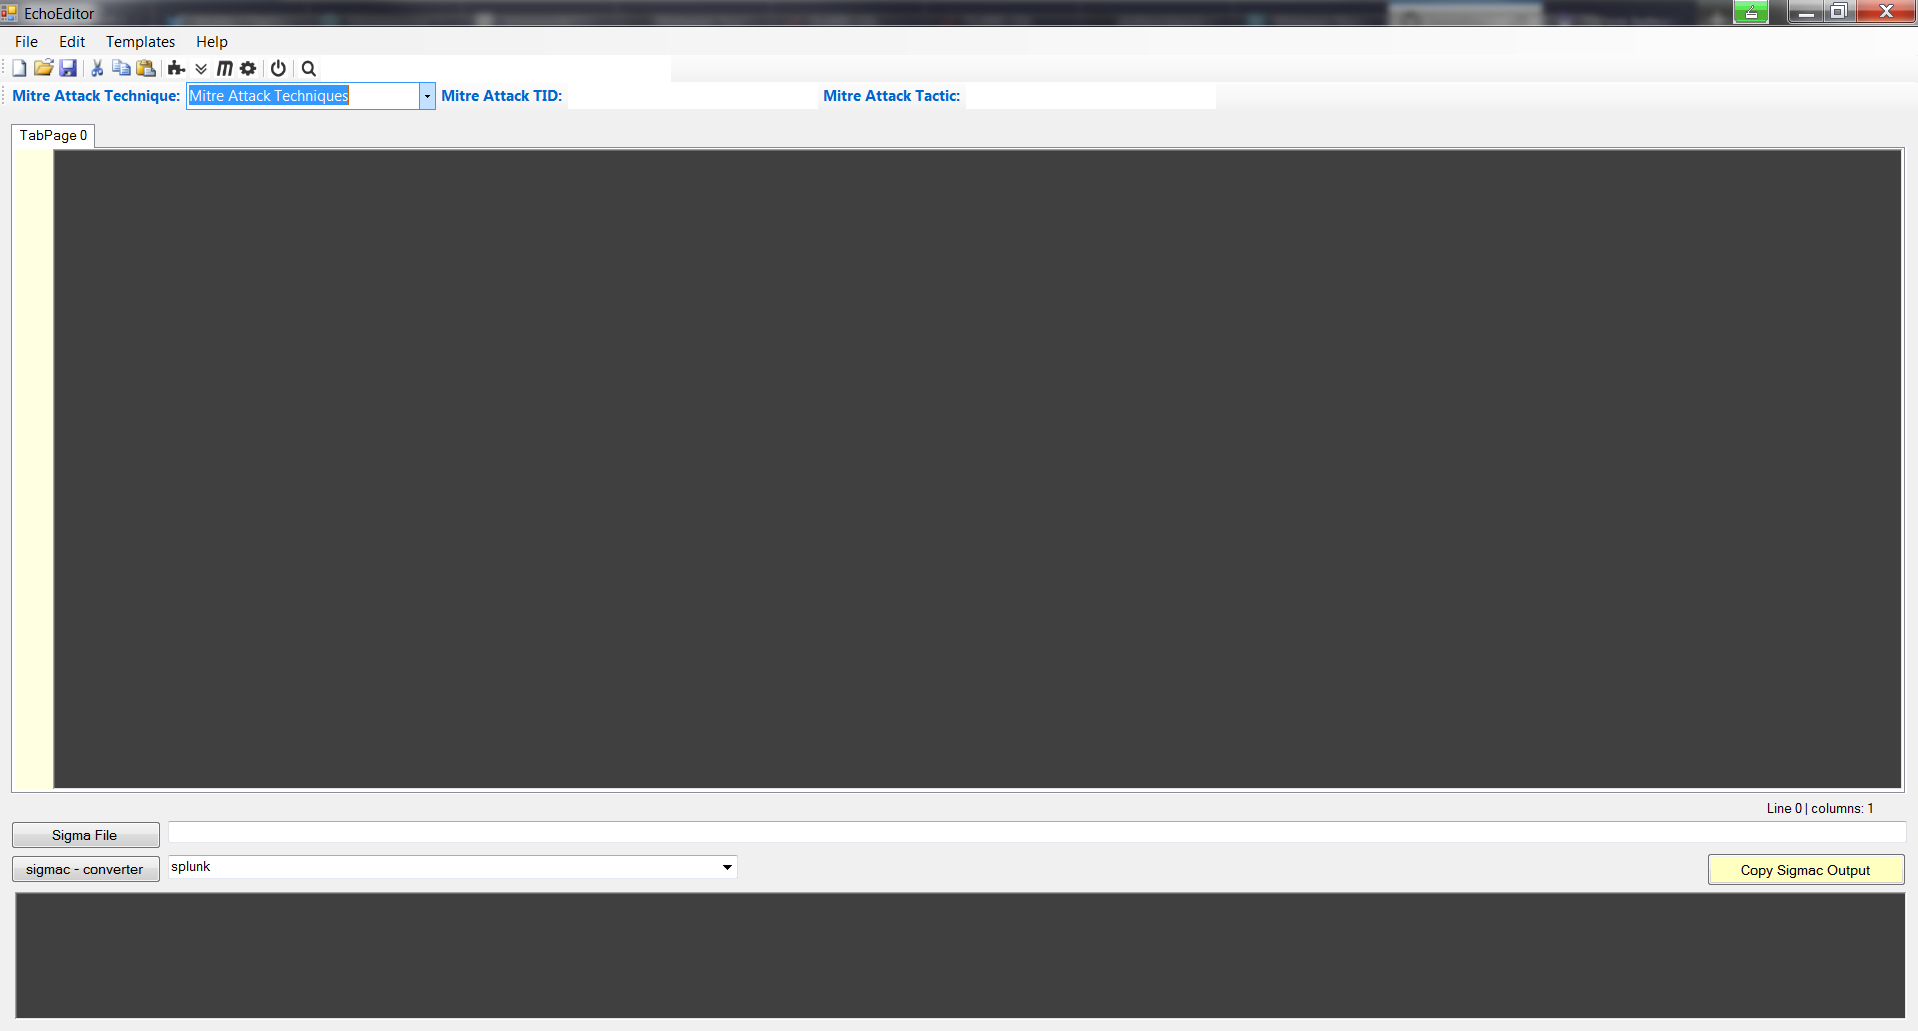 EchoEditor
File Edit Templates Help
Mitre Attack Technique: Mitre Attack Techniques Mitre Attack TID: Mitre Attack Tactic:
TabPage 0
Line 0 | columns: 1
Sigma File
sigmac - converter splunk Copy Sigmac Output